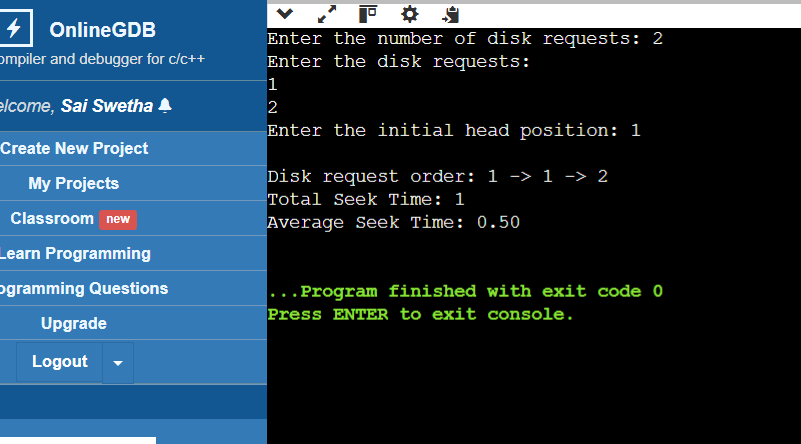 OnlineGDB
ompiler and debugger for c/c++
elcome, Sai Swetha
Create New Project
My Projects
Classroom new
Learn Programming
ogramming Questions
Upgrade
Logout
Enter the number of disk requests: 2
Enter the disk requests:
1
2
Enter the initial head position: 1
Disk request order: 1 -> 1 -> 2
Total Seek Time: 1
Average Seek Time: 0.50
...Program finished with exit code 0
Press ENTER to exit console.